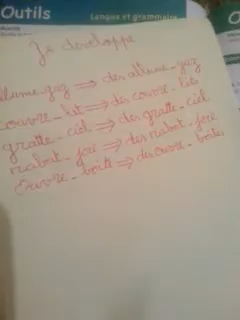 Outils
Langue et grammaire
Je développe
allume gaz ⇒ des allume-gaz
couvre-lit ⇒ des couvre-lits
gratte-ciel ⇒ des gratte-ciel
rabat-joie ⇒ des rabat-joie
Ouvre-boîte ⇒ des ouvre-boîtes